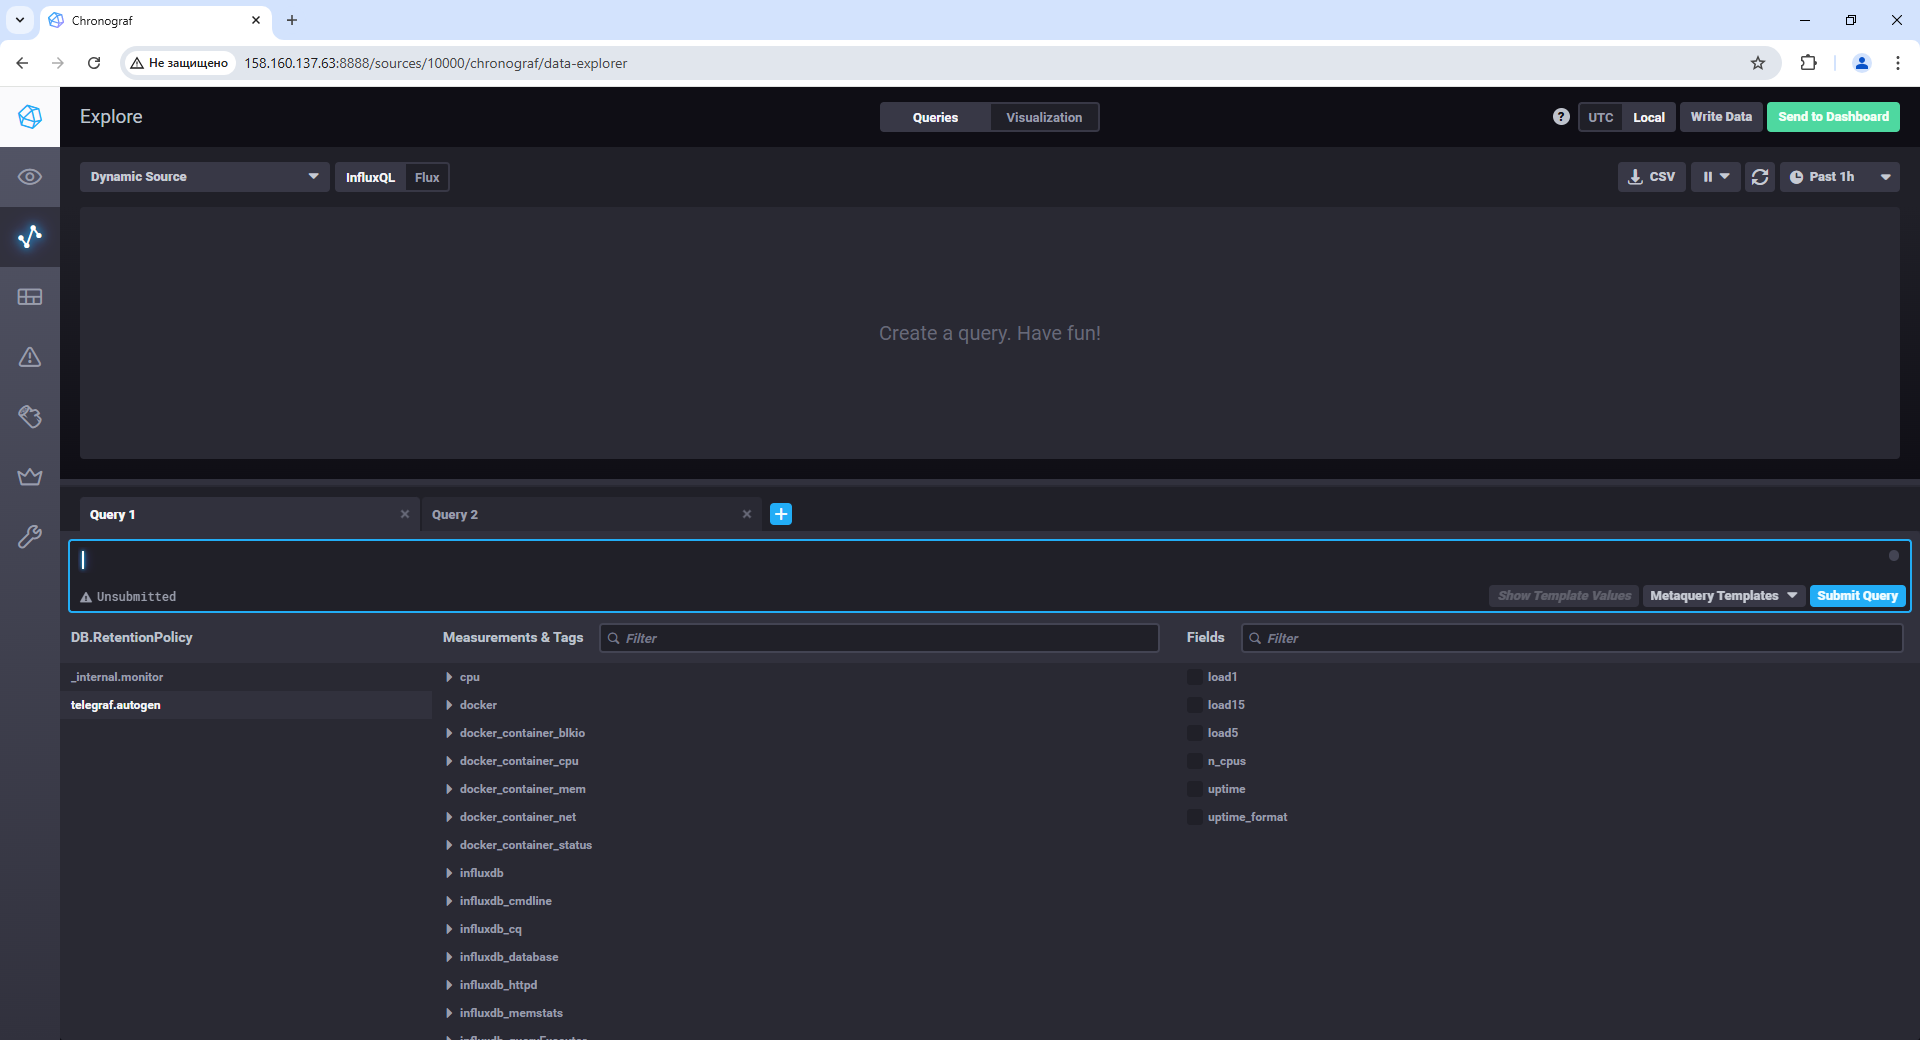 Chronograf
Не защищено
158.160.137.63:8888/sources/10000/chronograf/data-explorer
Explore
Queries
Visualization
?
UTC
Local
Write Data
Send to Dashboard
Dynamic Source
InfluxQL
Flux
CSV
Past 1h
Create a query. Have fun!
Query 1
Query 2
Unsubmitted
Show Template Values
Metaquery Templates
Submit Query
DB.RetentionPolicy
Measurements & Tags
Filter
Fields
Filter
_internal.monitor
telegraf.autogen
cpu
docker
docker_container_blkio
docker_container_cpu
docker_container_mem
docker_container_net
docker_container_status
influxdb
influxdb_cmdline
influxdb_cq
influxdb_database
influxdb_httpd
influxdb_memstats
load1
load15
load5
n_cpus
uptime
uptime_format